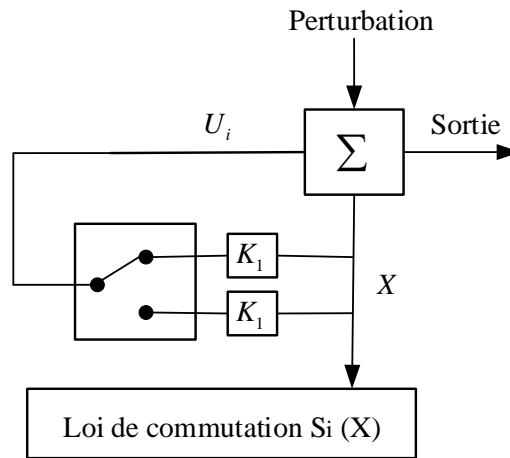 Perturbation
U_i
Sortie
∑
K_1
X
K_1
Loi de commutation Si (X)